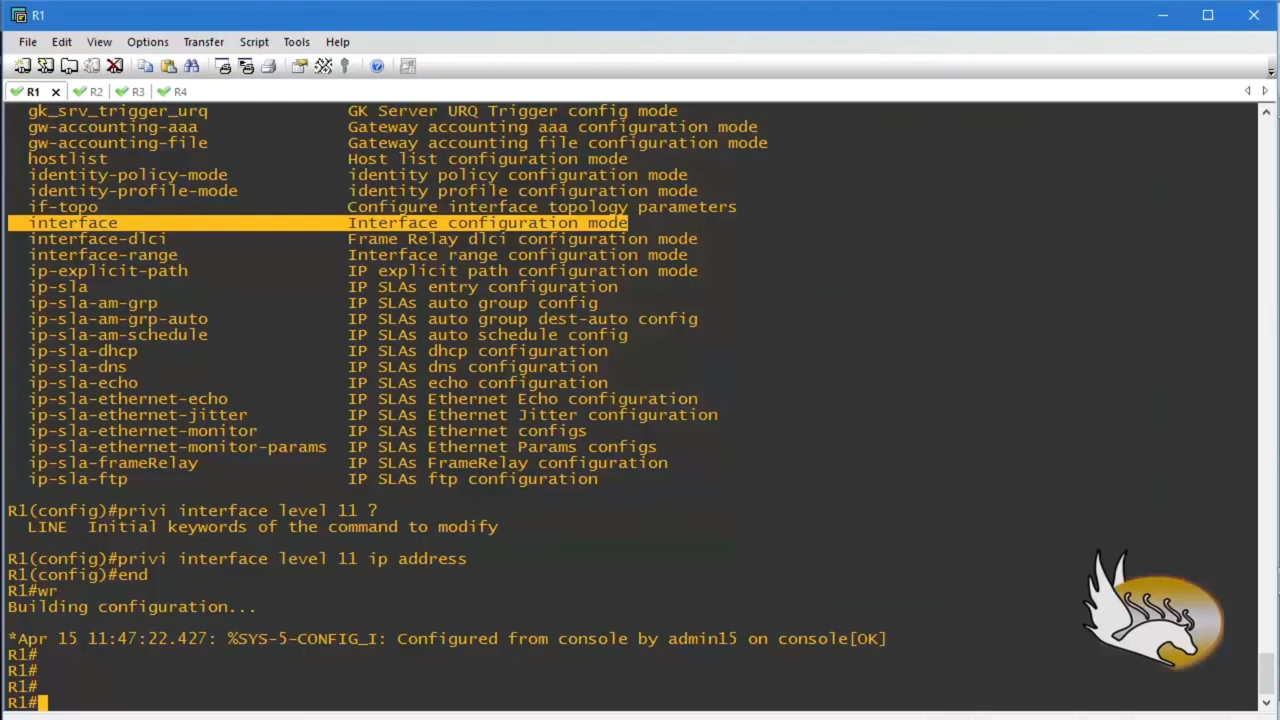 R1
File Edit View Options Transfer Script Tools Help
R1 R2 R3 R4
gk_srv_trigger_urq GK Server URQ Trigger config mode
gw-accounting-aaa Gateway accounting aaa configuration mode
gw-accounting-file Gateway accounting file configuration mode
hostlist Host list configuration mode
identity-policy-mode identity policy configuration mode
identity-profile-mode identity profile configuration mode
if-topo Configure interface topology parameters
interface Interface configuration mode
interface-dlci Frame Relay dlci configuration mode
interface-range Interface range configuration mode
ip-explicit-path IP explicit path configuration mode
ip-sla IP SLAs entry configuration
ip-sla-am-grp IP SLAs auto group config
ip-sla-am-grp-auto IP SLAs auto group dest-auto config
ip-sla-am-schedule IP SLAs auto schedule config
ip-sla-dhcp IP SLAs dhcp configuration
ip-sla-dns IP SLAs dns configuration
ip-sla-echo IP SLAs echo configuration
ip-sla-ethernet-echo IP SLAs Ethernet Echo configuration
ip-sla-ethernet-jitter IP SLAs Ethernet Jitter configuration
ip-sla-ethernet-monitor IP SLAs Ethernet configs
ip-sla-ethernet-monitor-params IP SLAs Ethernet Params configs
ip-sla-frameRelay IP SLAs FrameRelay configuration
ip-sla-ftp IP SLAs ftp configuration
R1(config)#privi interface level 11 ?
LINE Initial keywords of the command to modify
R1(config)#privi interface level 11 ip address
R1(config)#end
R1#wr
Building configuration...
*Apr 15 11:47:22.427: %SYS-5-CONFIG_I: Configured from console by admin15 on console[OK]
R1#
R1#
R1#
R1#